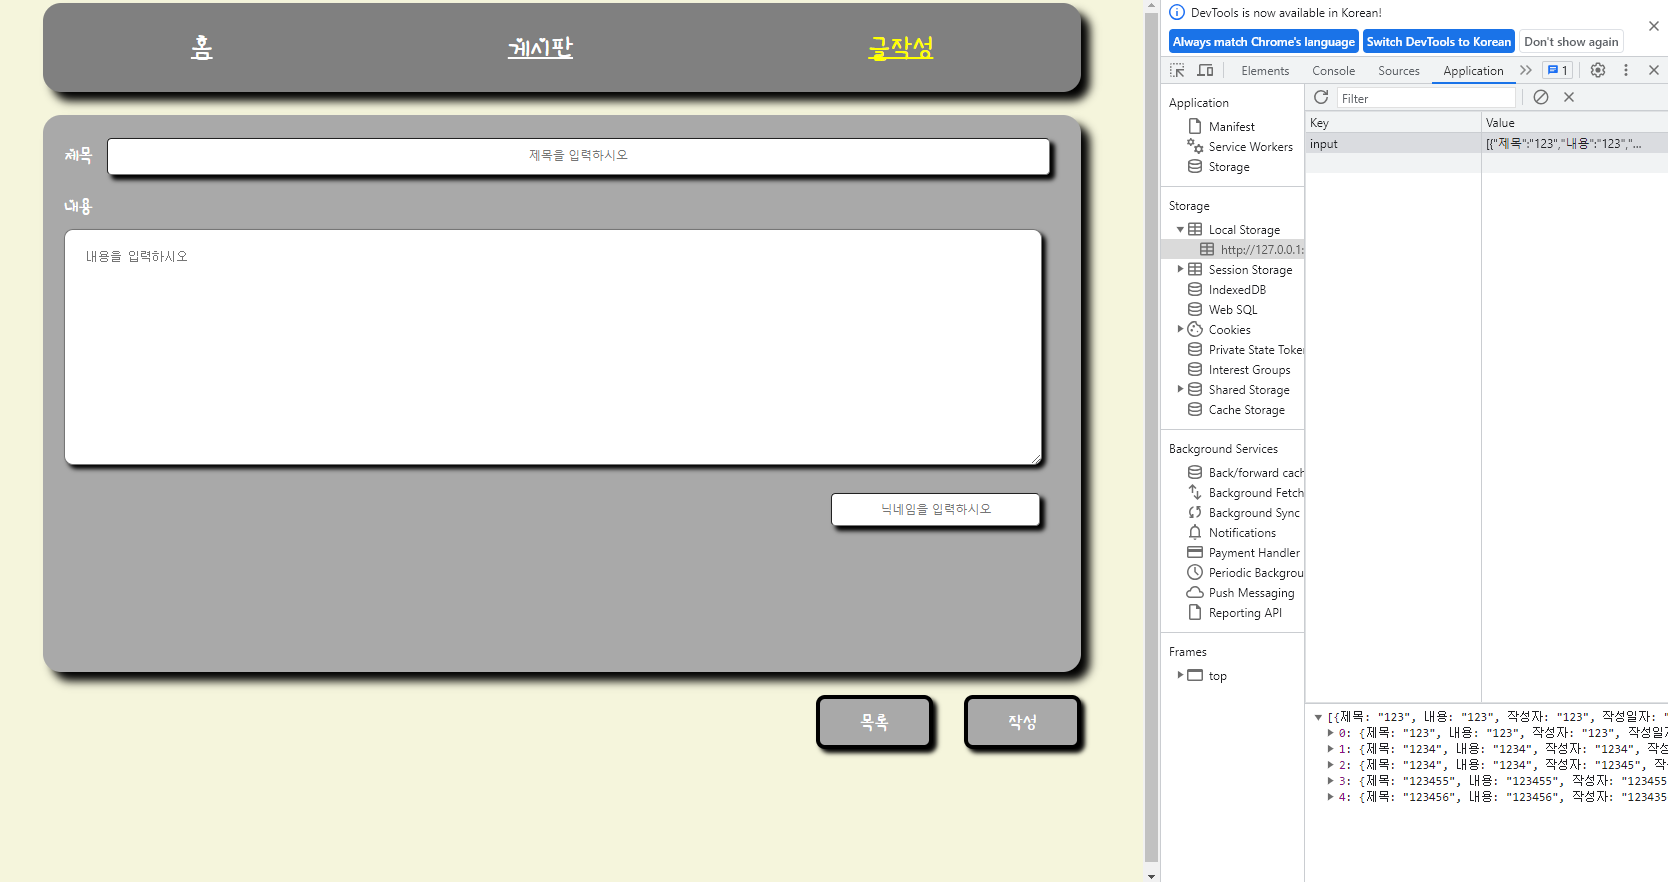 홈 게시판 글작성
제목 제목을 입력하시오
내용
내용을 입력하시오
닉네임을 입력하시오
목록 작성
DevTools is now available in Korean!
Always match Chrome's language Switch DevTools to Korean Don't show again
Elements Console Sources Application 1
Application
Manifest
Service Workers
Storage
Storage
Local Storage
http://127.0.0.1:
Session Storage
IndexedDB
Web SQL
Cookies
Private State Toke
Interest Groups
Shared Storage
Cache Storage
Background Services
Back/forward cach
Background Fetch
Background Sync
Notifications
Payment Handler
Periodic Backgrou
Push Messaging
Reporting API
Frames
top
Filter
Key Value
input [{"제목":"123","내용":"123","...
[{제목: "123", 내용: "123", 작성자: "123", 작성일자: "
0: {제목: "123", 내용: "123", 작성자: "123", 작성일자
1: {제목: "1234", 내용: "1234", 작성자: "1234", 작성
2: {제목: "1234", 내용: "1234", 작성자: "12345", 작
3: {제목: "123455", 내용: "123455", 작성자: "123455
4: {제목: "123456", 내용: "123456", 작성자: "123435